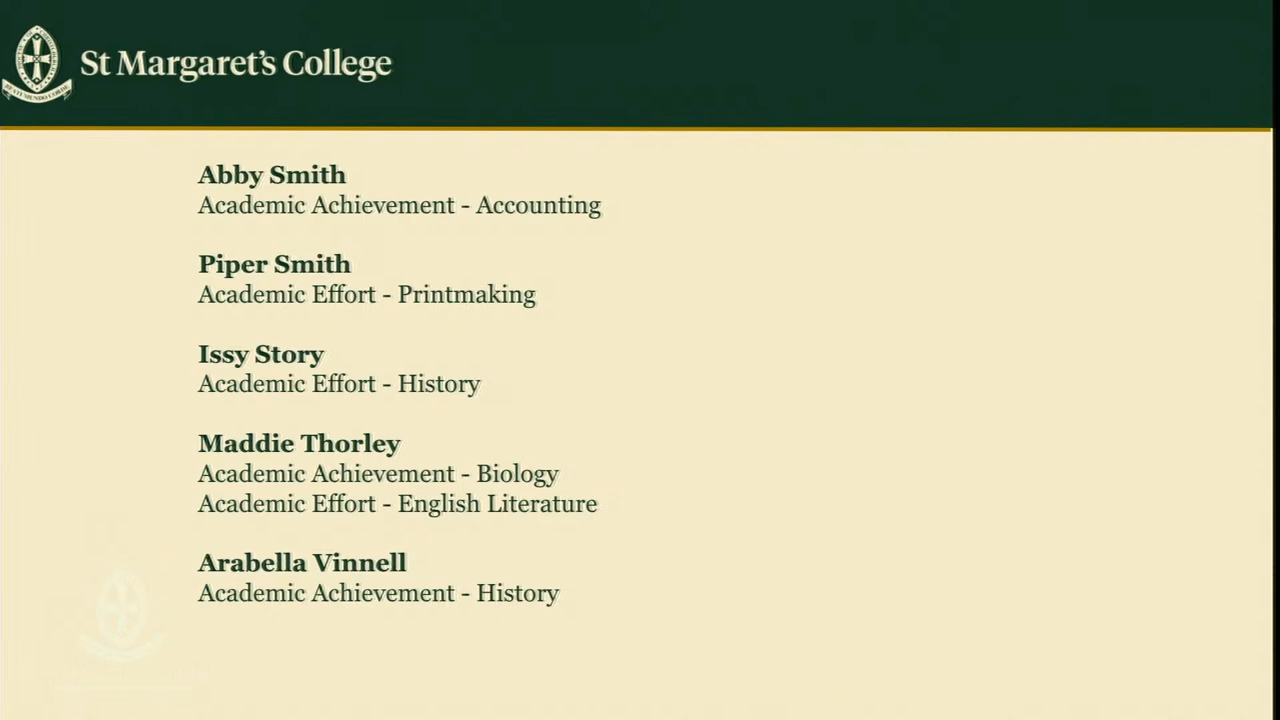 St Margaret's College
Abby Smith
Academic Achievement - Accounting
Piper Smith
Academic Effort - Printmaking
Issy Story
Academic Effort - History
Maddie Thorley
Academic Achievement - Biology
Academic Effort - English Literature
Arabella Vinnell
Academic Achievement - History